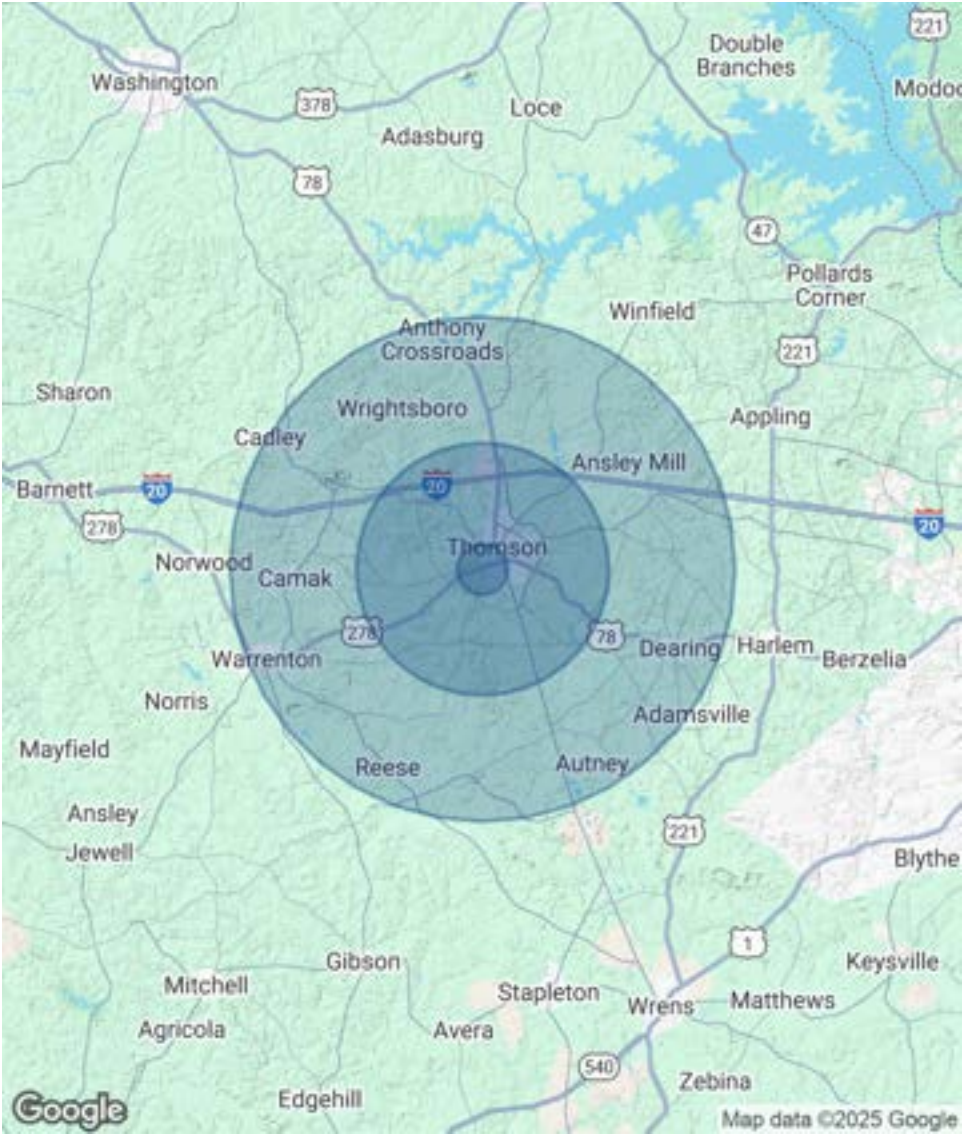 221
Double
Branches
Washington
Modoc
378
Loce
Adasburg
78
47
Pollards
Corner
Winfield
Anthony
Crossroads
221
Sharon
Wrightsboro
Appling
Cadley
Ansley Mill
Barnett
20
20
278
20
Thomson
Norwood
Camak
278
78
Dearing
Harlem
Warrenton
Berzelia
Norris
Adamsville
Mayfield
Reese
Autney
Ansley
221
Jewell
Blythe
1
Gibson
Keysville
Mitchell
Stapleton
Wrens
Matthews
Agricola
Avera
540
Zebina
Edgehill
Google
Map data ©2025 Google